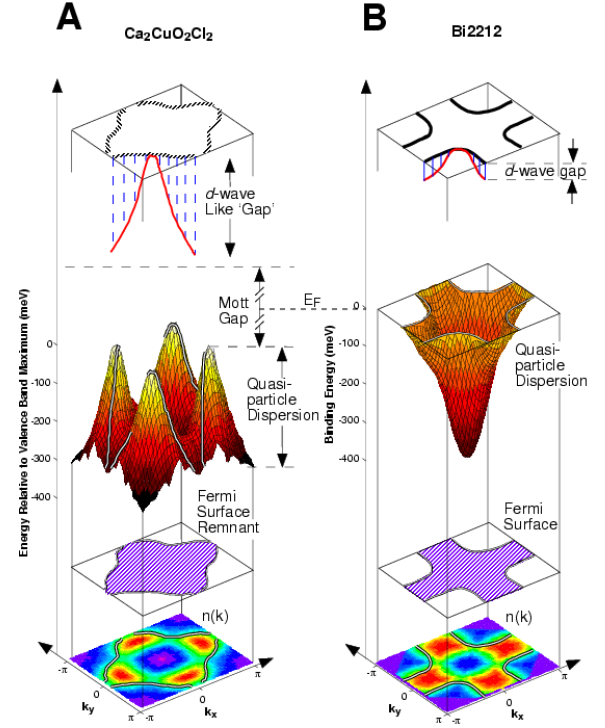 A
Ca2CuO2Cl2
d-wave
Like 'Gap'
Mott
Gap
Energy Relative to Valence Band Maximum (meV)
0
-100
-200
-300
-400
Quasi-
particle
Dispersion
Fermi
Surface
Remnant
n(k)
-π
0
π
ky
-π
0
π
kx
B
Bi2212
d-wave gap
EF
Binding Energy (meV)
0
-100
-200
-300
-400
Quasi-
particle
Dispersion
Fermi
Surface
n(k)
-π
0
π
ky
-π
0
π
kx